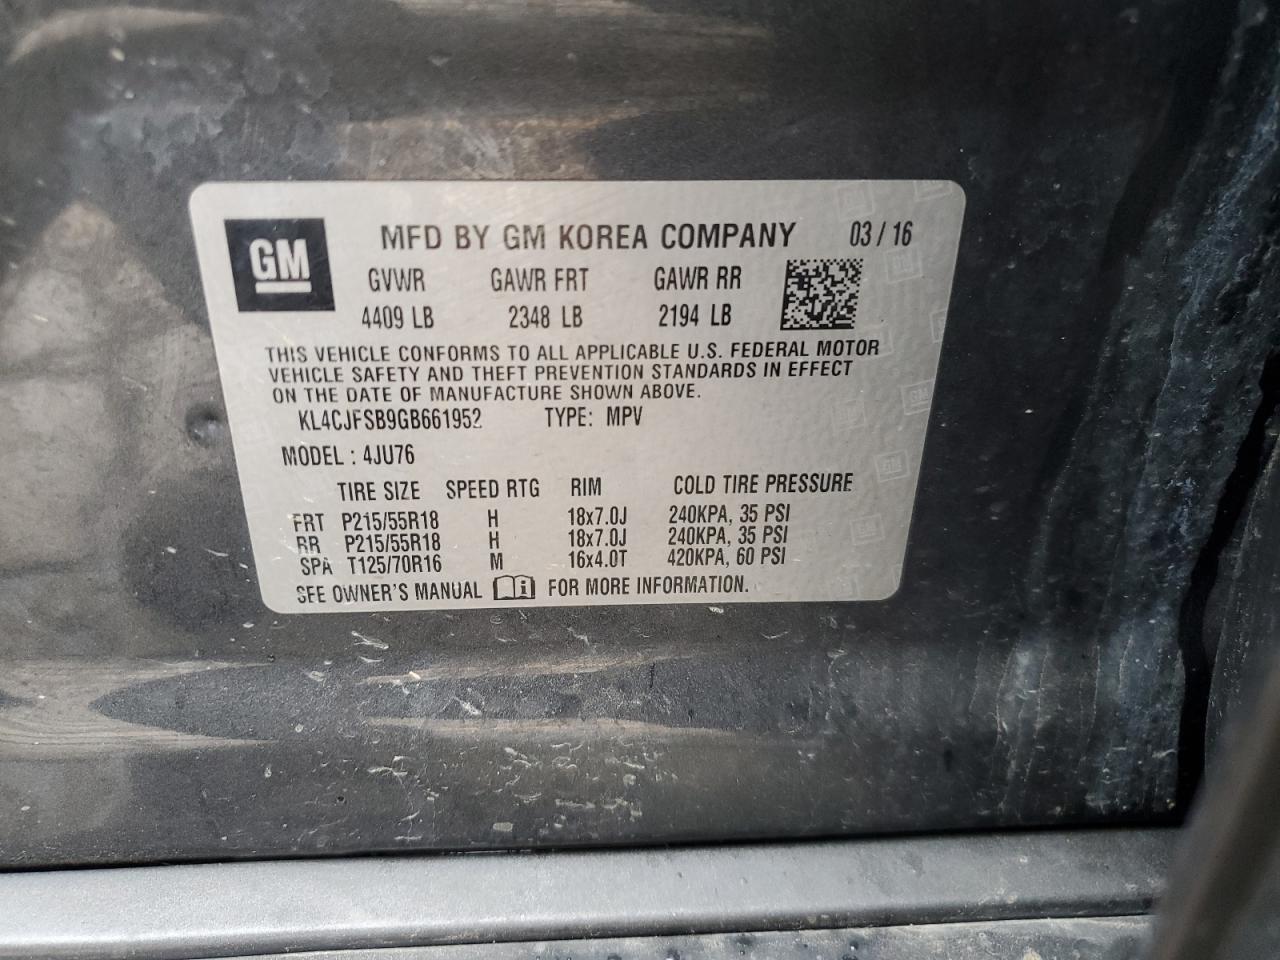 GM
MFD BY GM KOREA COMPANY 03 / 16
GVWR GAWR FRT GAWR RR
4409 LB 2348 LB 2194 LB
THIS VEHICLE CONFORMS TO ALL APPLICABLE U.S. FEDERAL MOTOR
VEHICLE SAFETY AND THEFT PREVENTION STANDARDS IN EFFECT
ON THE DATE OF MANUFACTURE SHOWN ABOVE.
KL4CJFSB9GB661952 TYPE: MPV
MODEL : 4JU76
TIRE SIZE SPEED RTG RIM COLD TIRE PRESSURE
FRT P215/55R18 H 18x7.0J 240KPA, 35 PSI
RR P215/55R18 H 18x7.0J 240KPA, 35 PSI
SPA T125/70R16 M 16x4.0T 420KPA, 60 PSI
SEE OWNER'S MANUAL i FOR MORE INFORMATION.